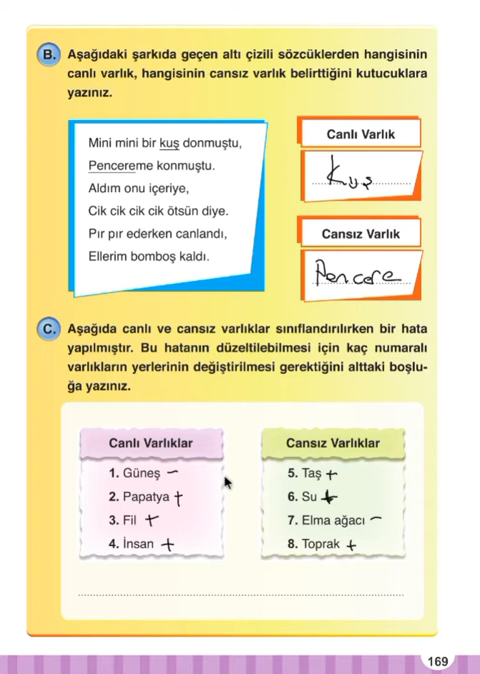 B. Aşağıdaki şarkıda geçen altı çizili sözcüklerden hangisinin
canlı varlık, hangisinin cansız varlık belirttiğini kutucuklara
yazınız.
Mini mini bir kuş donmuştu,
Pencereme konmuştu.
Aldım onu içeriye,
Cik cik cik cik ötsün diye.
Pır pır ederken canlandı,
Ellerim bomboş kaldı.
Canlı Varlık
Kuş
Cansız Varlık
Pencere
C. Aşağıda canlı ve cansız varlıklar sınıflandırılırken bir hata
yapılmıştır. Bu hatanın düzeltilebilmesi için kaç numaralı
varlıkların yerlerinin değiştirilmesi gerektiğini alttaki boşlu-
ğa yazınız.
Canlı Varlıklar
1. Güneş –
2. Papatya +
3. Fil +
4. İnsan +
Cansız Varlıklar
5. Taş +
6. Su +
7. Elma ağacı –
8. Toprak +
169